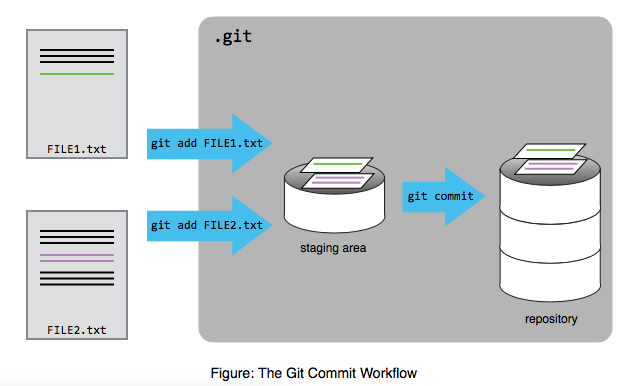 .git
FILE1.txt
git add FILE1.txt
git add FILE2.txt
git commit
staging area
FILE2.txt
repository
Figure: The Git Commit Workflow